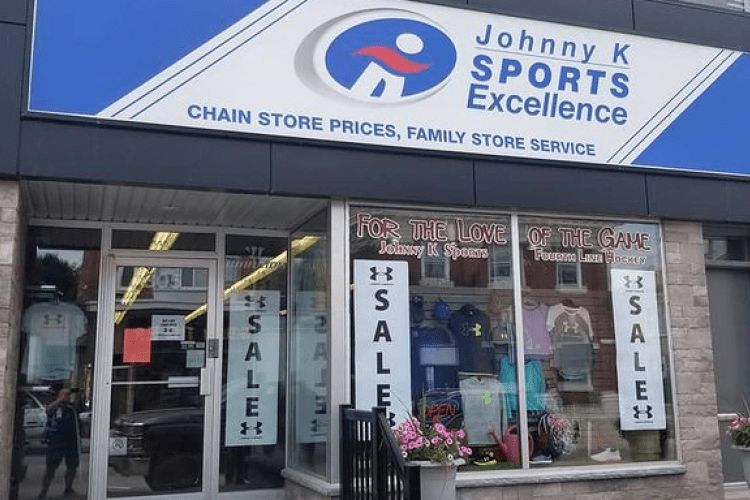 Johnny K
SPORTS
Excellence
CHAIN STORE PRICES, FAMILY STORE SERVICE
FOR THE LOVE OF THE GAME
Johnny K Sports Fourth Line Hockey
SALE
SALE
SALE
OPEN